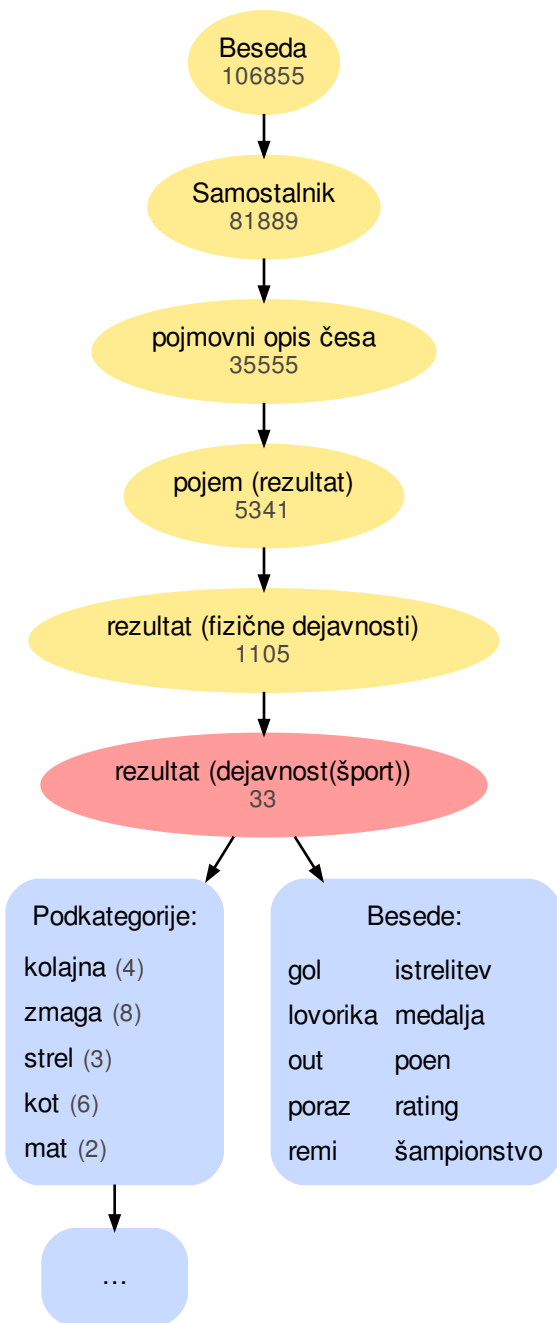 Beseda
106855
Samostalnik
81889
pojmovni opis česa
35555
pojem (rezultat)
5341
rezultat (fizične dejavnosti)
1105
rezultat (dejavnost(šport))
33
Podkategorije:
kolajna (4)
zmaga (8)
strel (3)
kot (6)
mat (2)
...
Besede:
gol istrelitev
lovorika medalja
out poen
poraz rating
remi šampionstvo